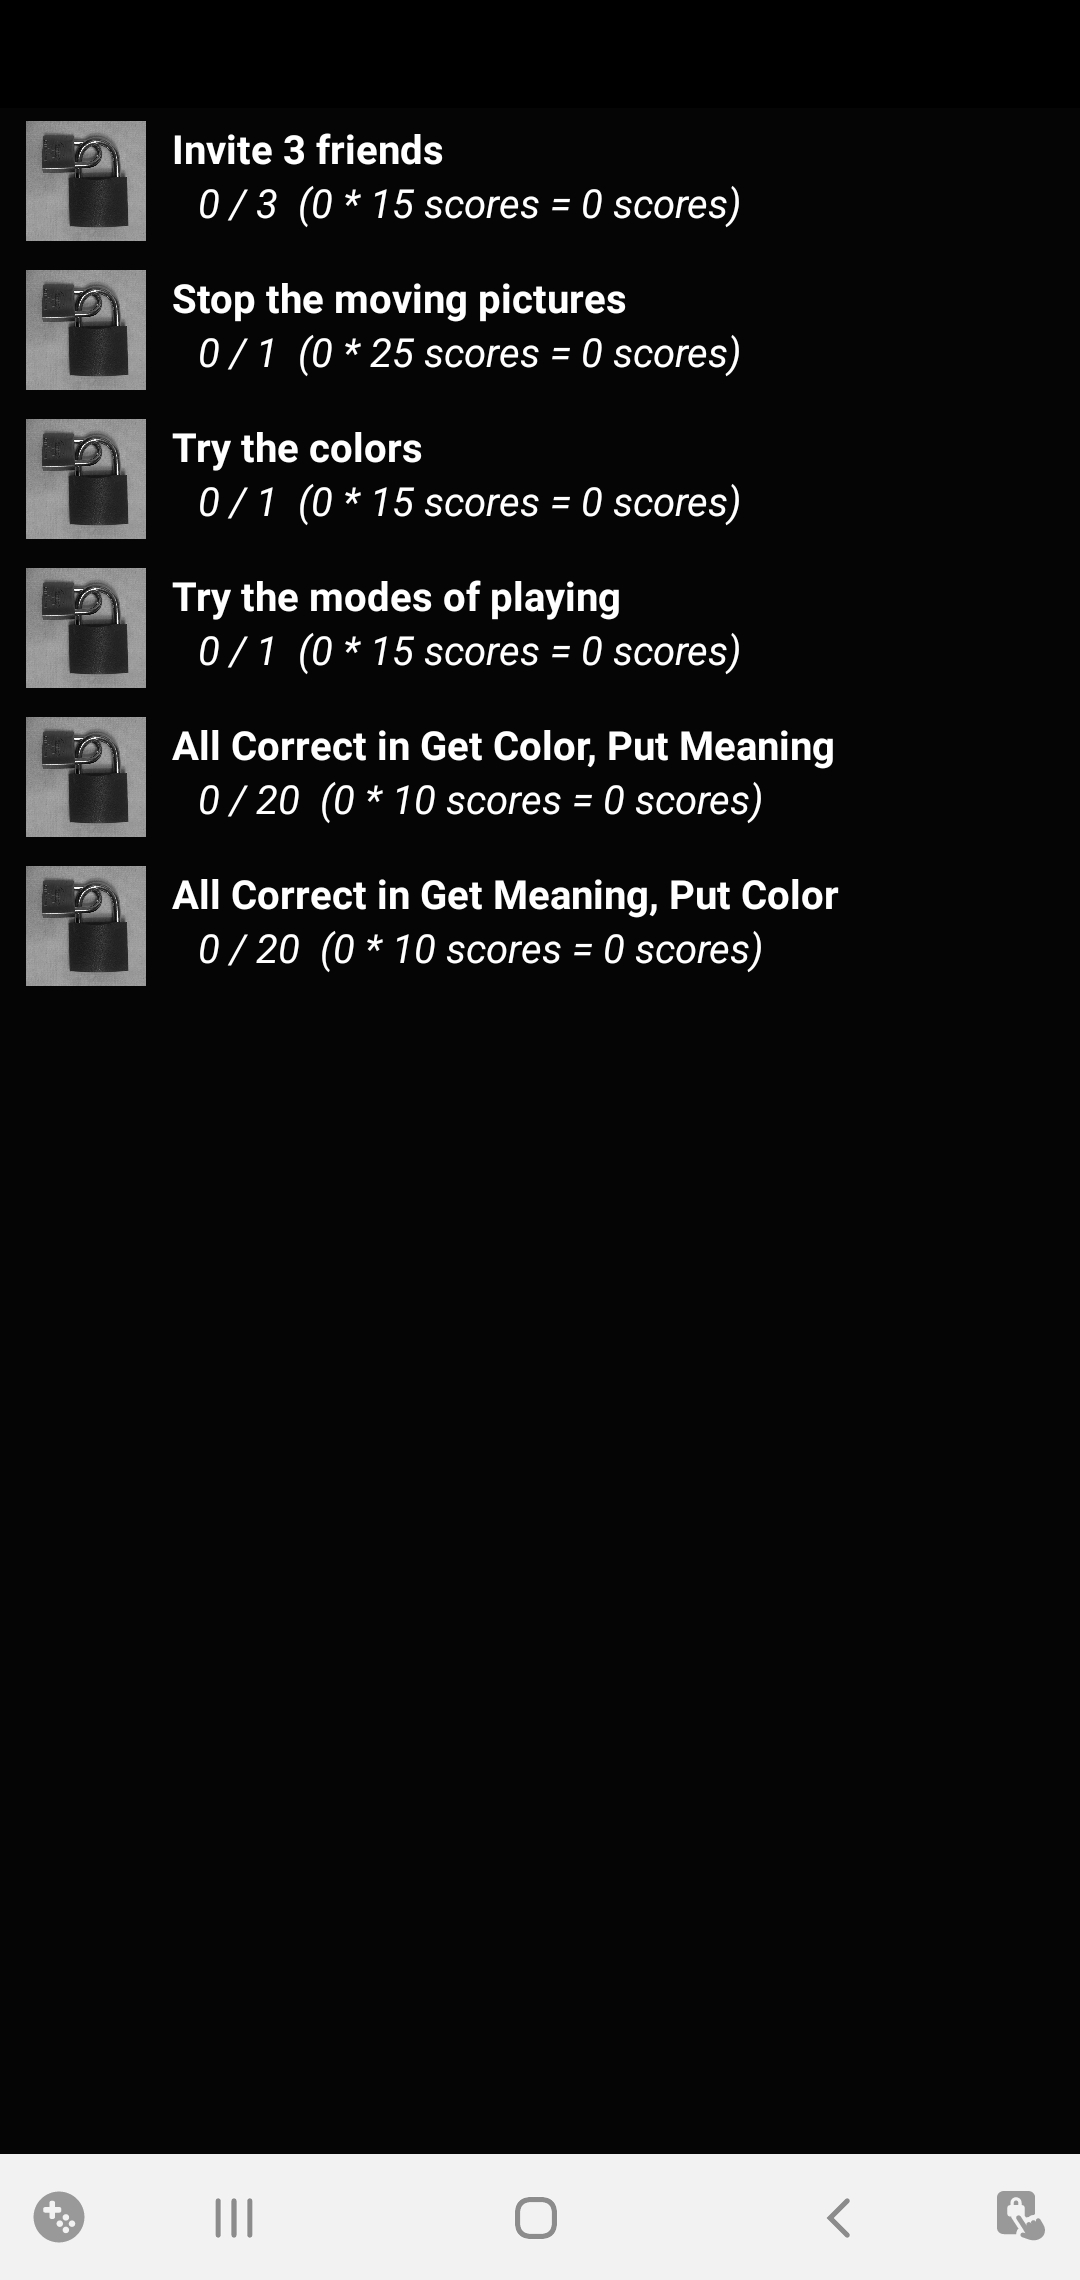 Invite 3 friends
0 / 3 (0 * 15 scores = 0 scores)
Stop the moving pictures
0 / 1 (0 * 25 scores = 0 scores)
Try the colors
0 / 1 (0 * 15 scores = 0 scores)
Try the modes of playing
0 / 1 (0 * 15 scores = 0 scores)
All Correct in Get Color, Put Meaning
0 / 20 (0 * 10 scores = 0 scores)
All Correct in Get Meaning, Put Color
0 / 20 (0 * 10 scores = 0 scores)